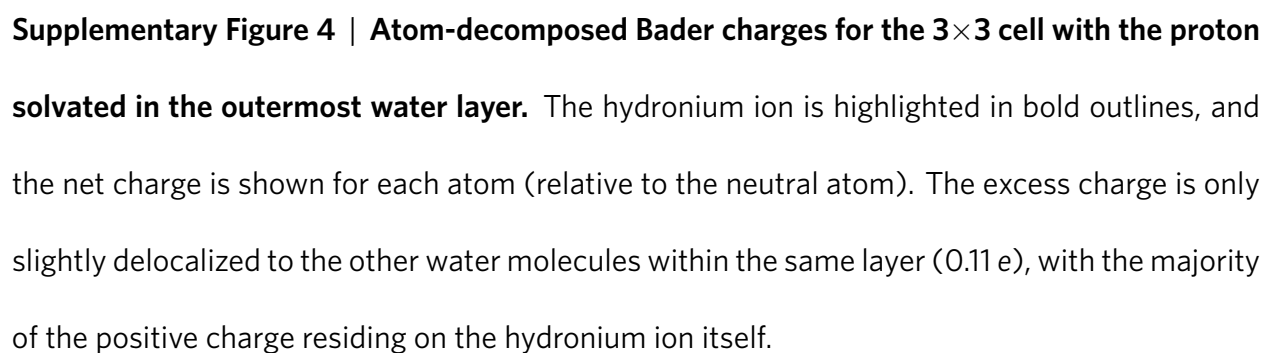 Supplementary Figure 4 | Atom-decomposed Bader charges for the 3×3 cell with the proton
solvated in the outermost water layer. The hydronium ion is highlighted in bold outlines, and
the net charge is shown for each atom (relative to the neutral atom). The excess charge is only
slightly delocalized to the other water molecules within the same layer (0.11 e), with the majority
of the positive charge residing on the hydronium ion itself.